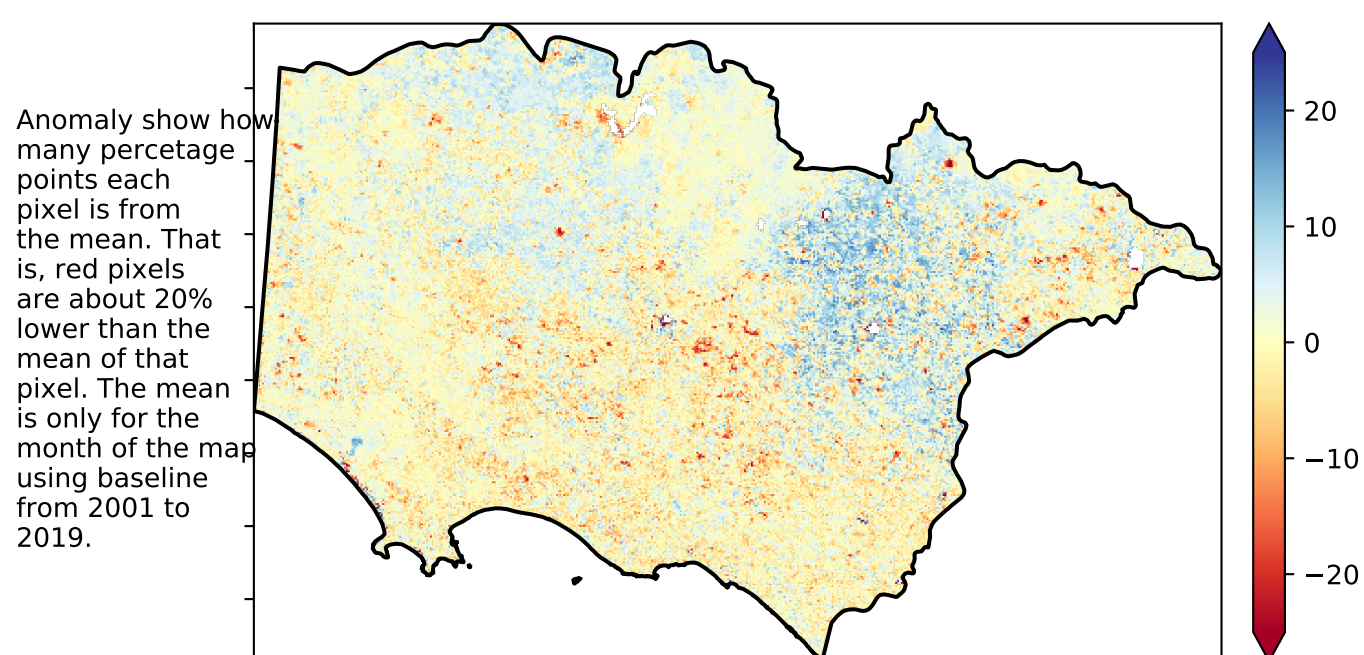 Anomaly show how
many percetage
points each
pixel is from
the mean. That
is, red pixels
are about 20%
lower than the
mean of that
pixel. The mean
is only for the
month of the map
using baseline
from 2001 to
2019.
20
10
0
−10
−20